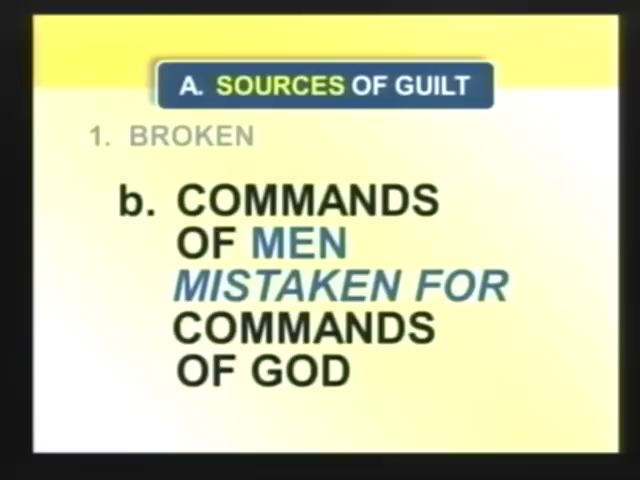 A. SOURCES OF GUILT
1. BROKEN
b. COMMANDS
OF MEN
MISTAKEN FOR
COMMANDS
OF GOD